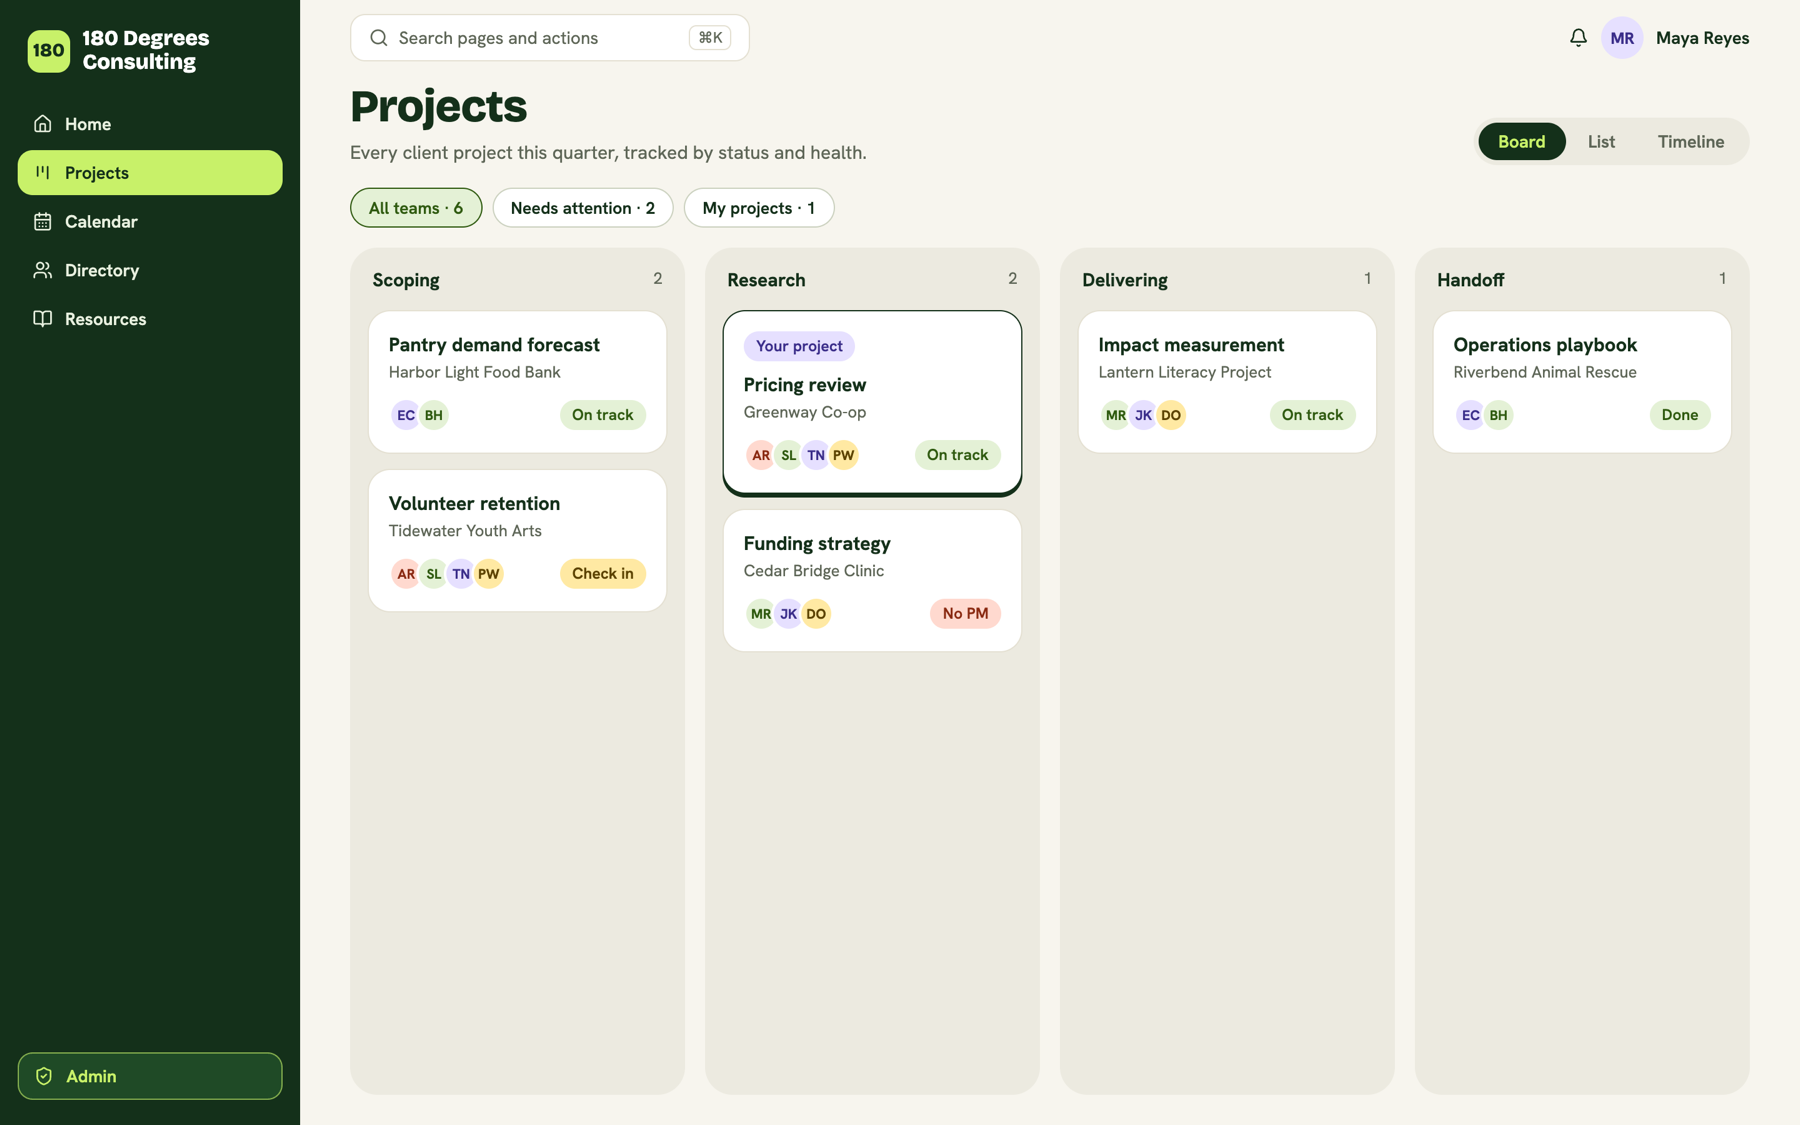 180
180 Degrees
Consulting
Home
Projects
Calendar
Directory
Resources
Admin
Search pages and actions
⌘K
MR
Maya Reyes
Projects
Every client project this quarter, tracked by status and health.
Board
List
Timeline
All teams · 6
Needs attention · 2
My projects · 1
Scoping
2
Pantry demand forecast
Harbor Light Food Bank
EC BH
On track
Volunteer retention
Tidewater Youth Arts
AR SL TN PW
Check in
Research
2
Your project
Pricing review
Greenway Co-op
AR SL TN PW
On track
Funding strategy
Cedar Bridge Clinic
MR JK DO
No PM
Delivering
1
Impact measurement
Lantern Literacy Project
MR JK DO
On track
Handoff
1
Operations playbook
Riverbend Animal Rescue
EC BH
Done